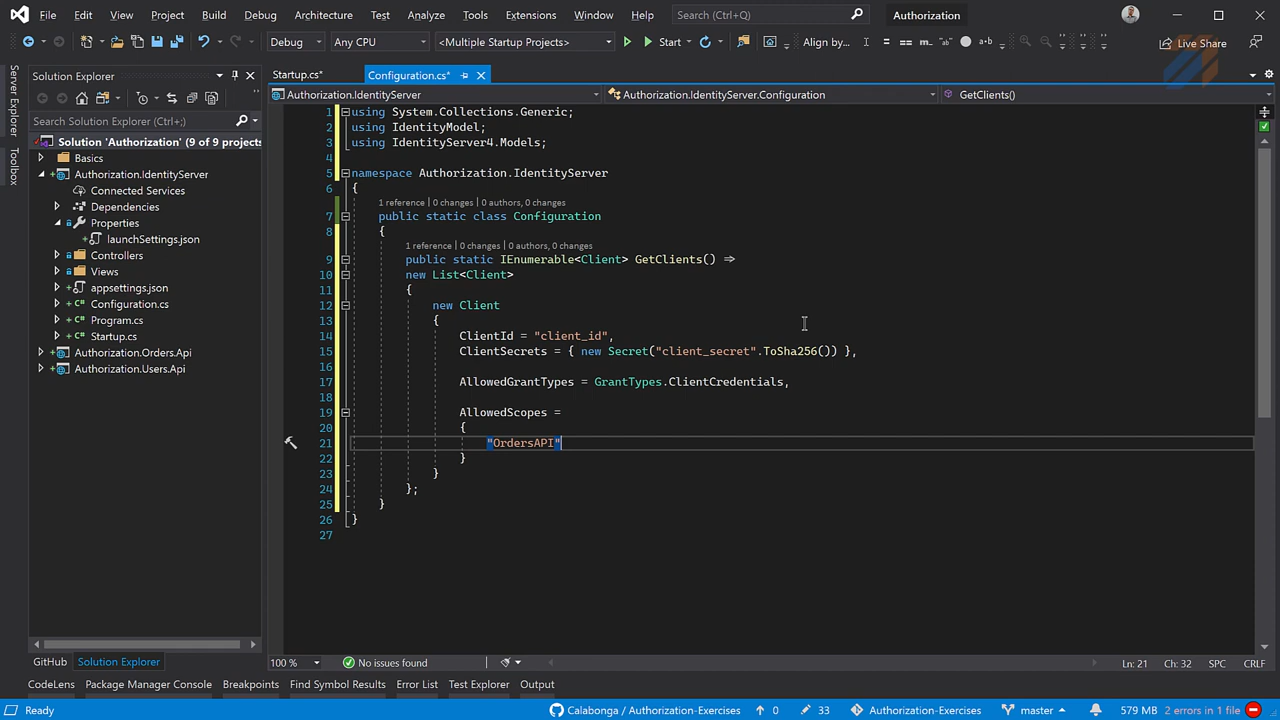 File Edit View Project Build Debug Architecture Test Analyze Tools Extensions Window Help Search (Ctrl+Q) Authorization
Debug Any CPU <Multiple Startup Projects> Start Align by... Live Share
Server Explorer
Toolbox
Solution Explorer
Search Solution Explorer (Ctrl+;)
Solution 'Authorization' (9 of 9 projects
Basics
Authorization.IdentityServer
Connected Services
Dependencies
Properties
launchSettings.json
Controllers
Views
appsettings.json
Configuration.cs
Program.cs
Startup.cs
Authorization.Orders.Api
Authorization.Users.Api
GitHub Solution Explorer
Startup.cs* Configuration.cs*
Authorization.IdentityServer Authorization.IdentityServer.Configuration GetClients()
1 using System.Collections.Generic;
2 using IdentityModel;
3 using IdentityServer4.Models;
4
5 namespace Authorization.IdentityServer
6 {
1 reference | 0 changes | 0 authors, 0 changes
7 public static class Configuration
8 {
1 reference | 0 changes | 0 authors, 0 changes
9 public static IEnumerable<Client> GetClients() =>
10 new List<Client>
11 {
12 new Client
13 {
14 ClientId = "client_id",
15 ClientSecrets = { new Secret("client_secret".ToSha256()) },
16
17 AllowedGrantTypes = GrantTypes.ClientCredentials,
18
19 AllowedScopes =
20 {
21 "OrdersAPI"
22 }
23 }
24 };
25 }
26 }
27
100 % No issues found Ln: 21 Ch: 32 SPC CRLF
CodeLens Package Manager Console Breakpoints Find Symbol Results Error List Test Explorer Output
Ready Calabonga / Authorization-Exercises 0 33 Authorization-Exercises master 579 MB 2 errors in 1 file